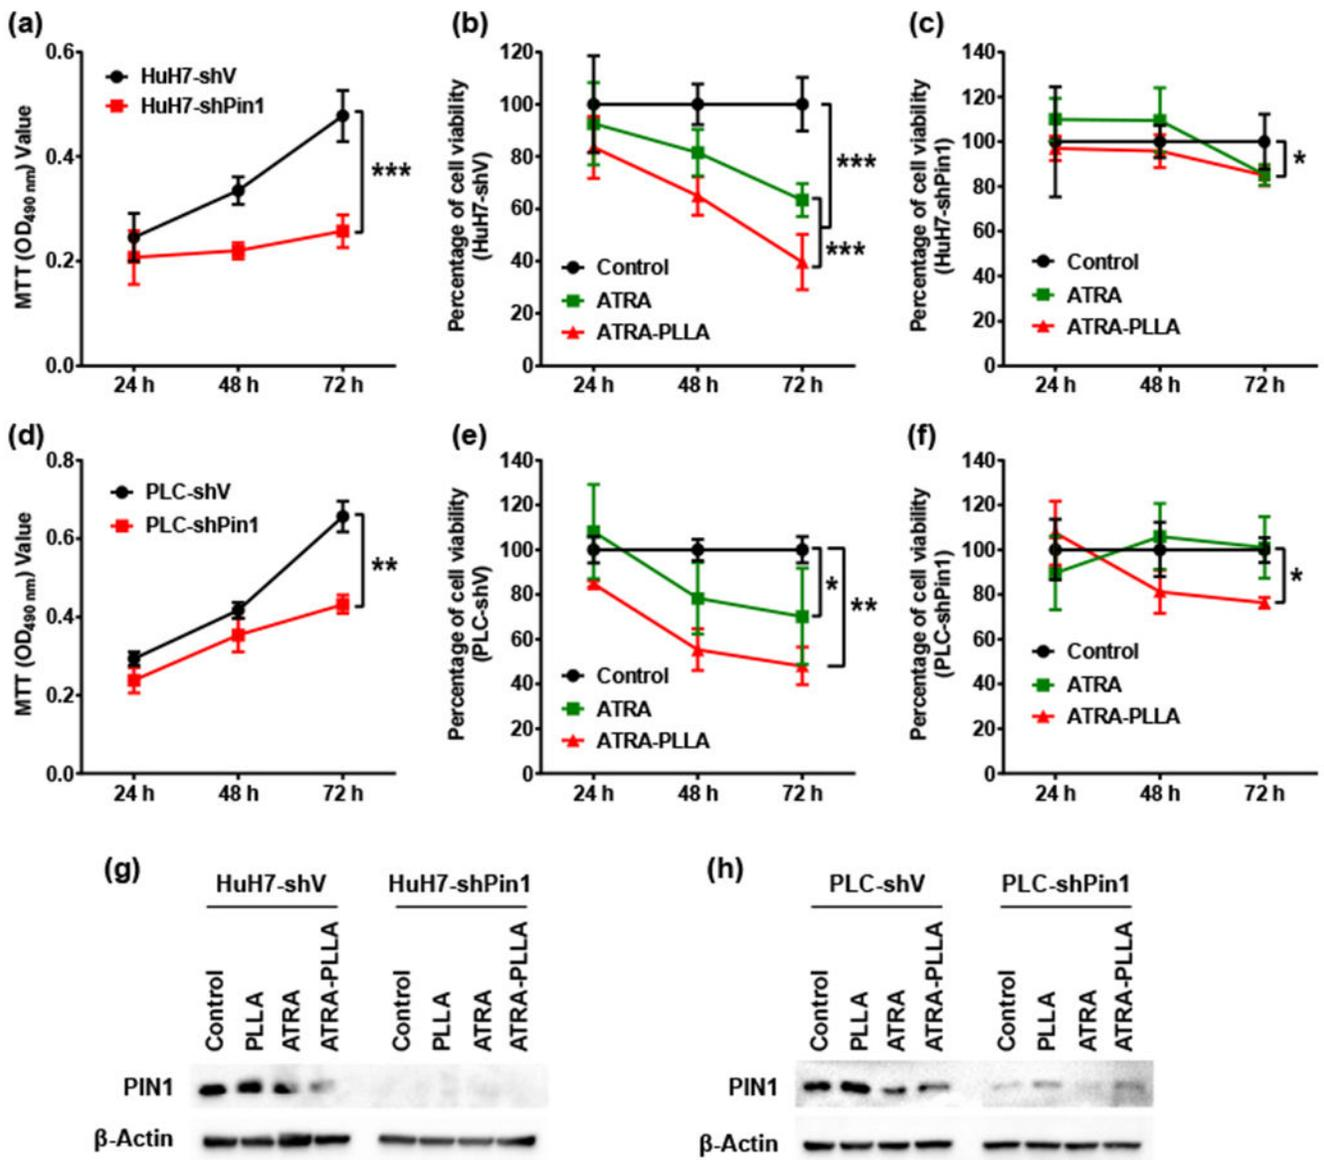 (a)
MTT (OD490 nm) Value
0.6
0.4
0.2
0.0
HuH7-shV
HuH7-shPin1
***
24 h 48 h 72 h
(b)
Percentage of cell viability
(HuH7-shV)
120
100
80
60
40
20
0
***
***
Control
ATRA
ATRA-PLLA
24 h 48 h 72 h
(c)
Percentage of cell viability
(HuH7-shPin1)
140
120
100
80
60
40
20
0
*
Control
ATRA
ATRA-PLLA
24 h 48 h 72 h
(d)
MTT (OD490 nm) Value
0.8
0.6
0.4
0.2
0.0
PLC-shV
PLC-shPin1
**
24 h 48 h 72 h
(e)
Percentage of cell viability
(PLC-shV)
140
120
100
80
60
40
20
0
* **
Control
ATRA
ATRA-PLLA
24 h 48 h 72 h
(f)
Percentage of cell viability
(PLC-shPin1)
140
120
100
80
60
40
20
0
*
Control
ATRA
ATRA-PLLA
24 h 48 h 72 h
(g)
HuH7-shV HuH7-shPin1
Control
PLLA
ATRA
ATRA-PLLA
Control
PLLA
ATRA
ATRA-PLLA
PIN1
β-Actin
(h)
PLC-shV PLC-shPin1
Control
PLLA
ATRA
ATRA-PLLA
Control
PLLA
ATRA
ATRA-PLLA
PIN1
β-Actin